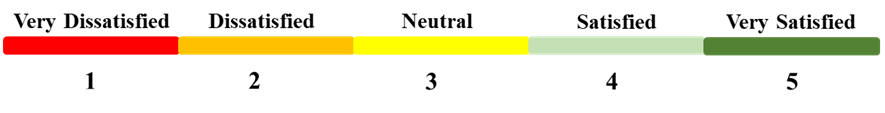 Very Dissatisfied Dissatisfied Neutral Satisfied Very Satisfied
1 2 3 4 5